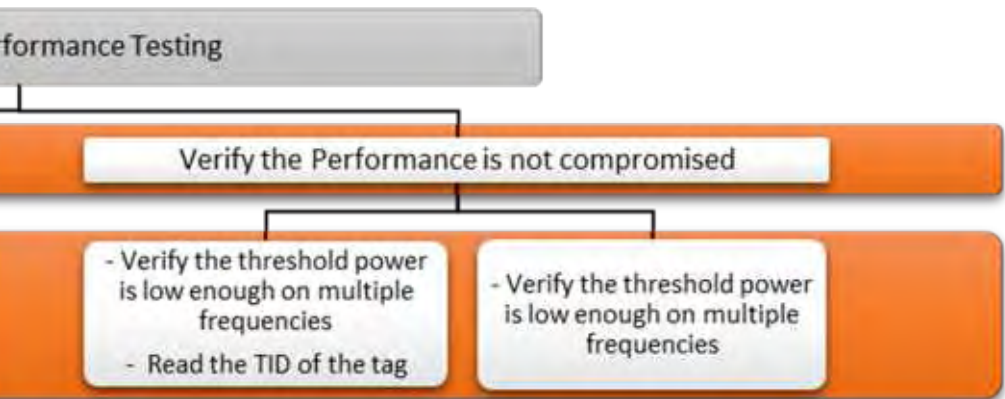 formance Testing
Verify the Performance is not compromised
- Verify the threshold power
is low enough on multiple
frequencies
- Read the TID of the tag
- Verify the threshold power
is low enough on multiple
frequencies